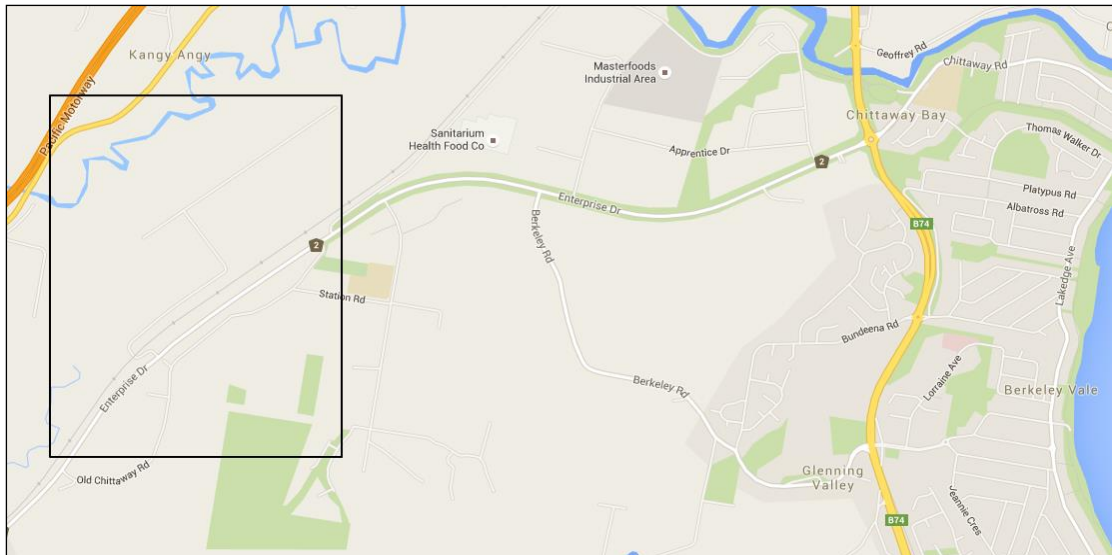 Geoffrey Rd
Kangy Angy
Chittaway Rd
Masterfoods
Industrial Area
Pacific Motorway
Chittaway Bay
Sanitarium
Health Food Co
Thomas Walker Dr
Apprentice Dr
2
Platypus Rd
Enterprise Dr
Albatross Rd
B74
Berkeley Rd
2
Lakedge Ave
Station Rd
Bundeena Rd
Lorraine Ave
Enterprise Dr
Berkeley Rd
Berkeley Vale
Old Chittaway Rd
Glenning
Valley
Jeannie Cres
B74